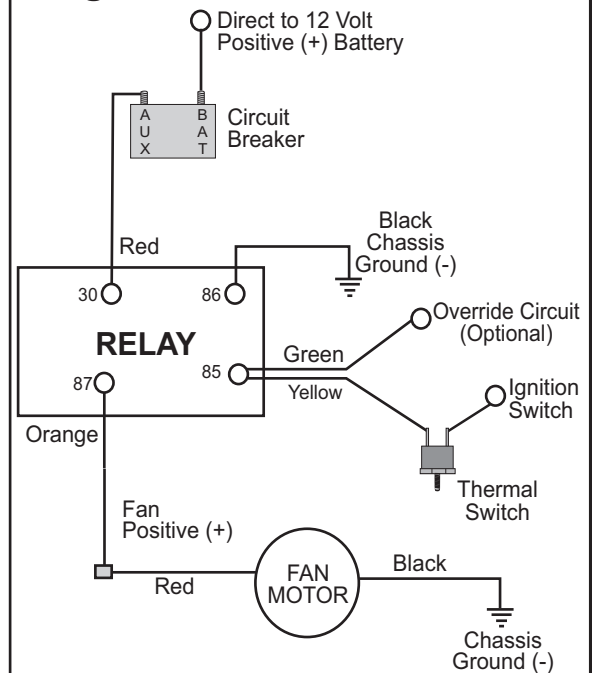 Direct to 12 Volt
Positive (+) Battery
A
U
X
B
A
T
Circuit
Breaker
Red
Black
Chassis
Ground (-)
30
86
RELAY
Override Circuit
(Optional)
Green
85
87
Yellow
Ignition
Switch
Orange
Thermal
Switch
Fan
Positive (+)
Red
FAN
MOTOR
Black
Chassis
Ground (-)